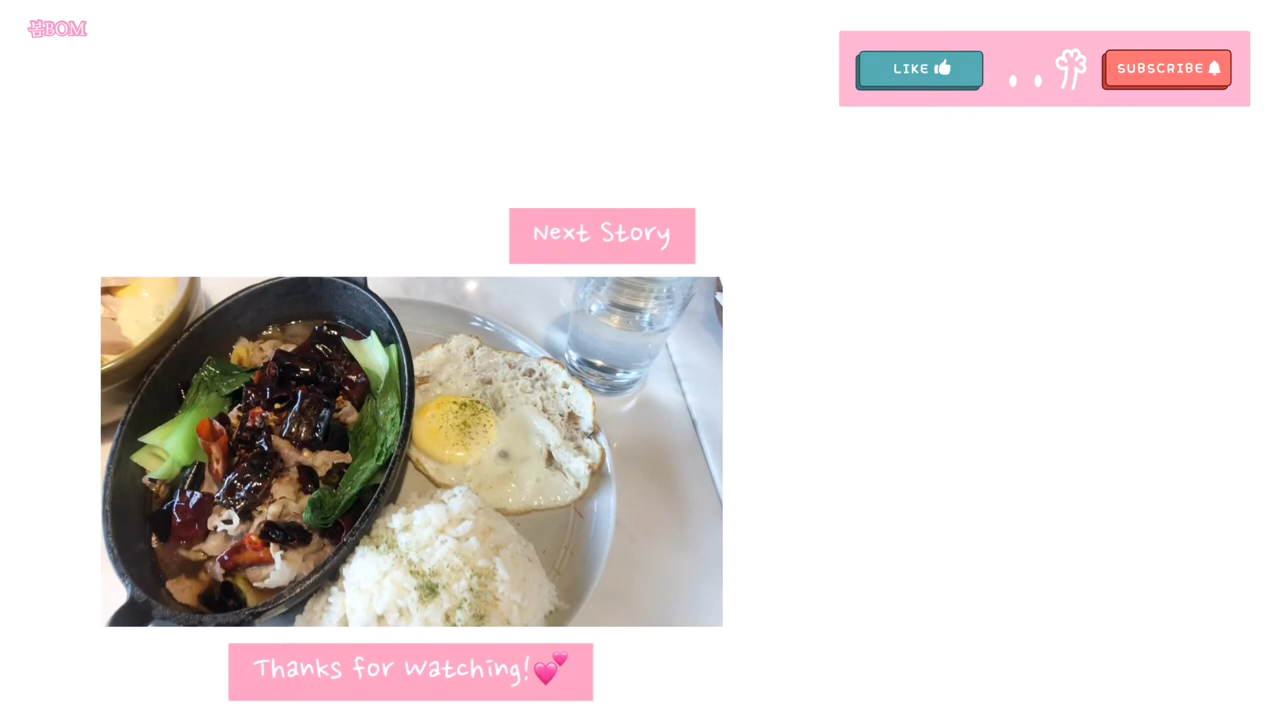 봄BOM
LIKE
SUBSCRIBE
Next Story
Thanks for watching!💕